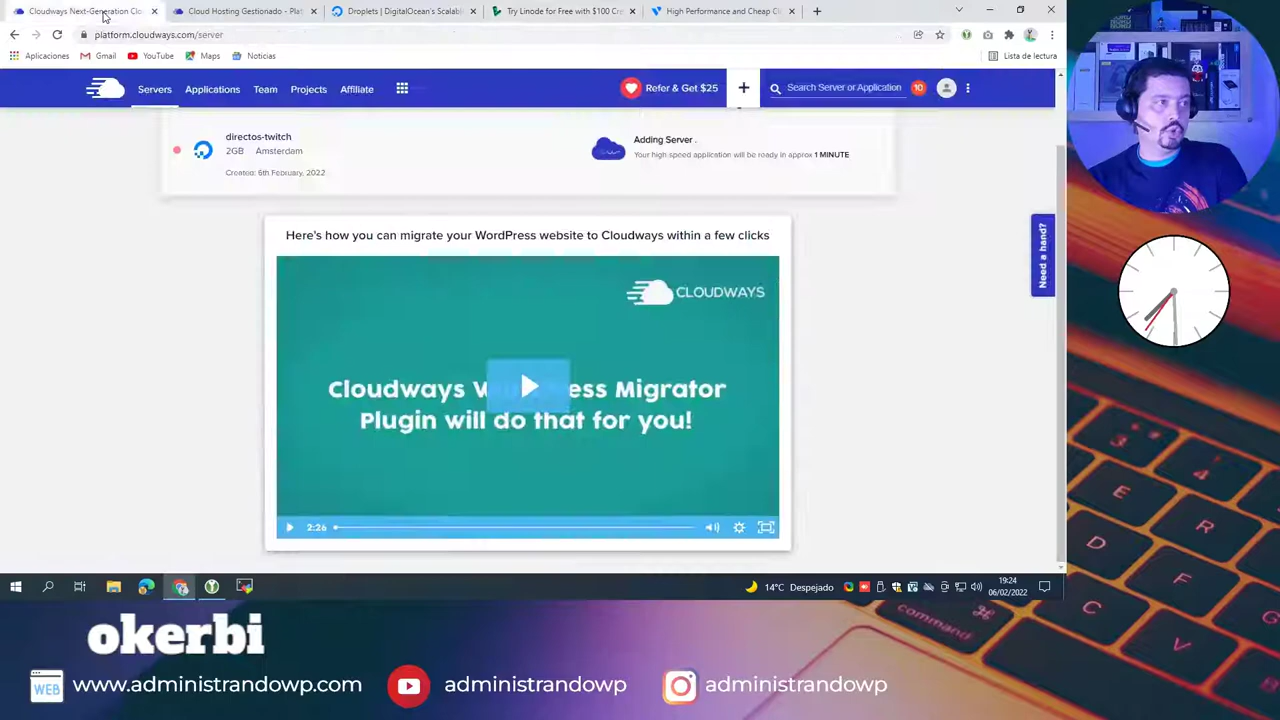 Cloudways Next-Generation Clo
Cloud Hosting Gestionado - Plat
Droplets | DigitalOcean's Scalab
Try Linode for Free with $100 Cre
High Performance and Cheap Cl
platform.cloudways.com/server
Aplicaciones
Gmail
YouTube
Maps
Noticias
Lista de lectura
Servers
Applications
Team
Projects
Affiliate
Refer & Get $25
+
Search Server or Application
10
directos-twitch
2GB Amsterdam
Created: 6th February, 2022
Adding Server .
Your high speed application will be ready in approx 1 MINUTE
Here's how you can migrate your WordPress website to Cloudways within a few clicks
CLOUDWAYS
Cloudways W ess Migrator
Plugin will do that for you!
2:26
Need a hand?
14°C Despejado
19:24
06/02/2022
okerbi
WEB
www.administrandowp.com
administrandowp
administrandowp
3
4
E
R
D
F
G
C
V
command